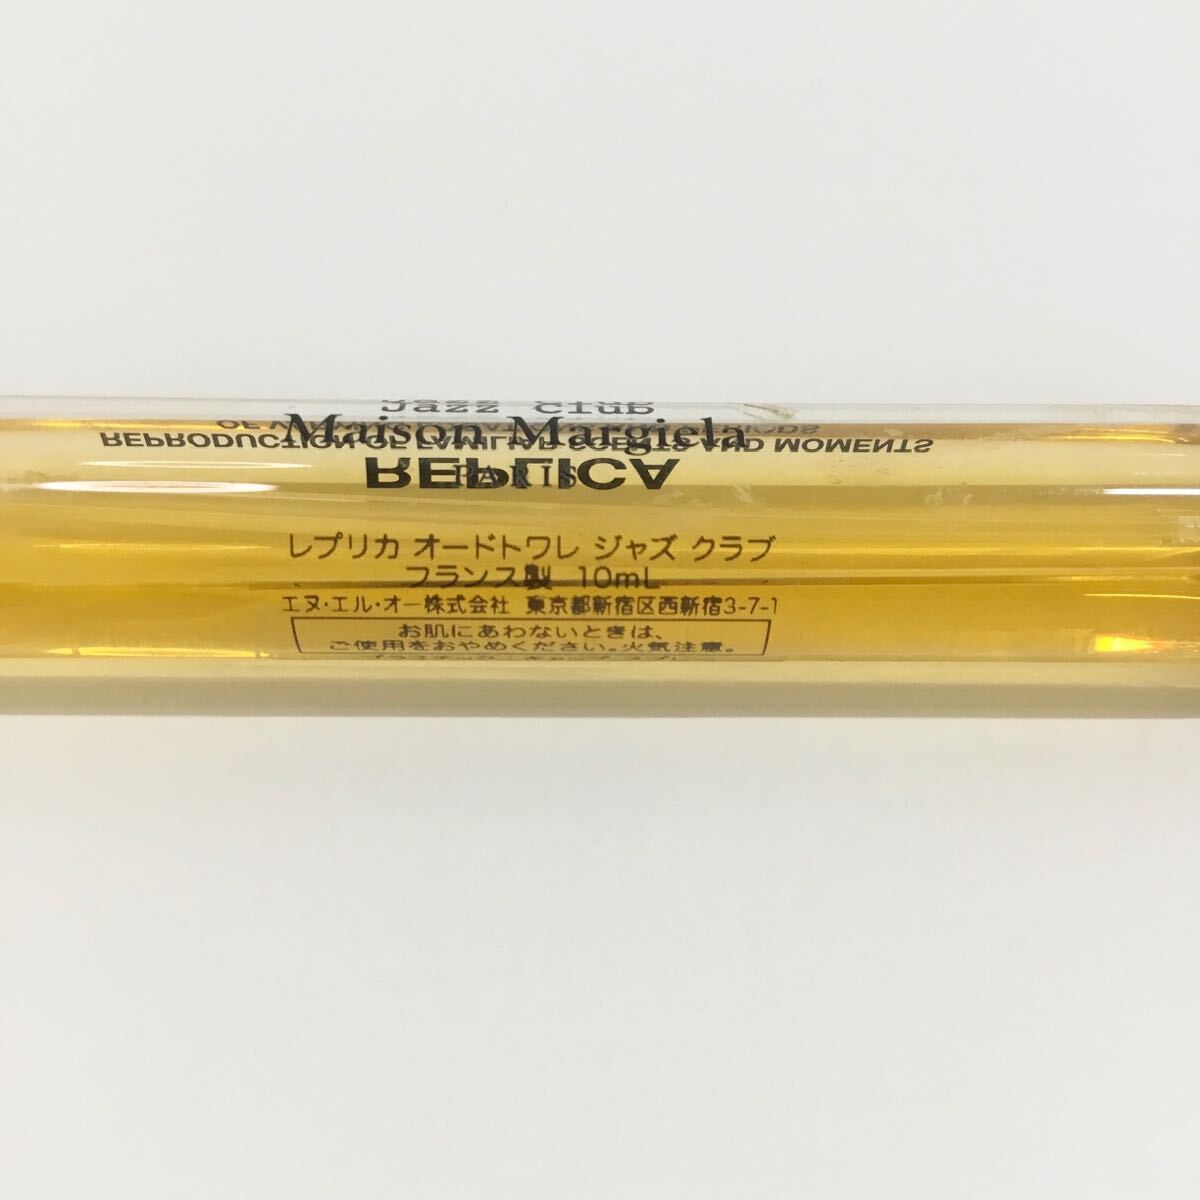 Jazz Club
Maison Margiela
REPRODUCTION OF FAMILIAR SCENTS AND MOMENTS
REPLICA
PARIS
レプリカ オードトワレ ジャズ クラブ
フランス製 10mL
エヌ・エル・オー株式会社 東京都新宿区西新宿3-7-1
お肌にあわないときは、
ご使用をおやめください。火気注意。